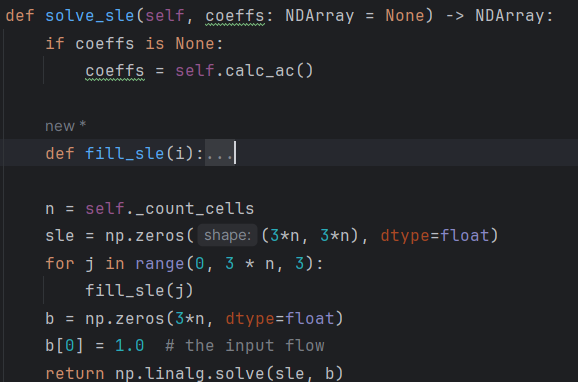 def solve_sle(self, coeffs: NDArray = None) -> NDArray:
    if coeffs is None:
        coeffs = self.calc_ac()
    new *
    def fill_sle(i):...
    n = self._count_cells
    sle = np.zeros( shape: (3*n, 3*n), dtype=float)
    for j in range(0, 3 * n, 3):
        fill_sle(j)
    b = np.zeros(3*n, dtype=float)
    b[0] = 1.0  # the input flow
    return np.linalg.solve(sle, b)